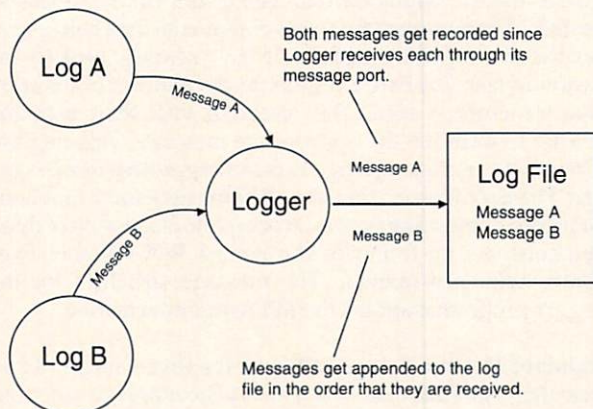 Both messages get recorded since
Logger receives each through its
message port.
Log A
Message A
Message A
Logger
Log File
Message A
Message B
Message B
Message B
Log B
Messages get appended to the log
file in the order that they are received.